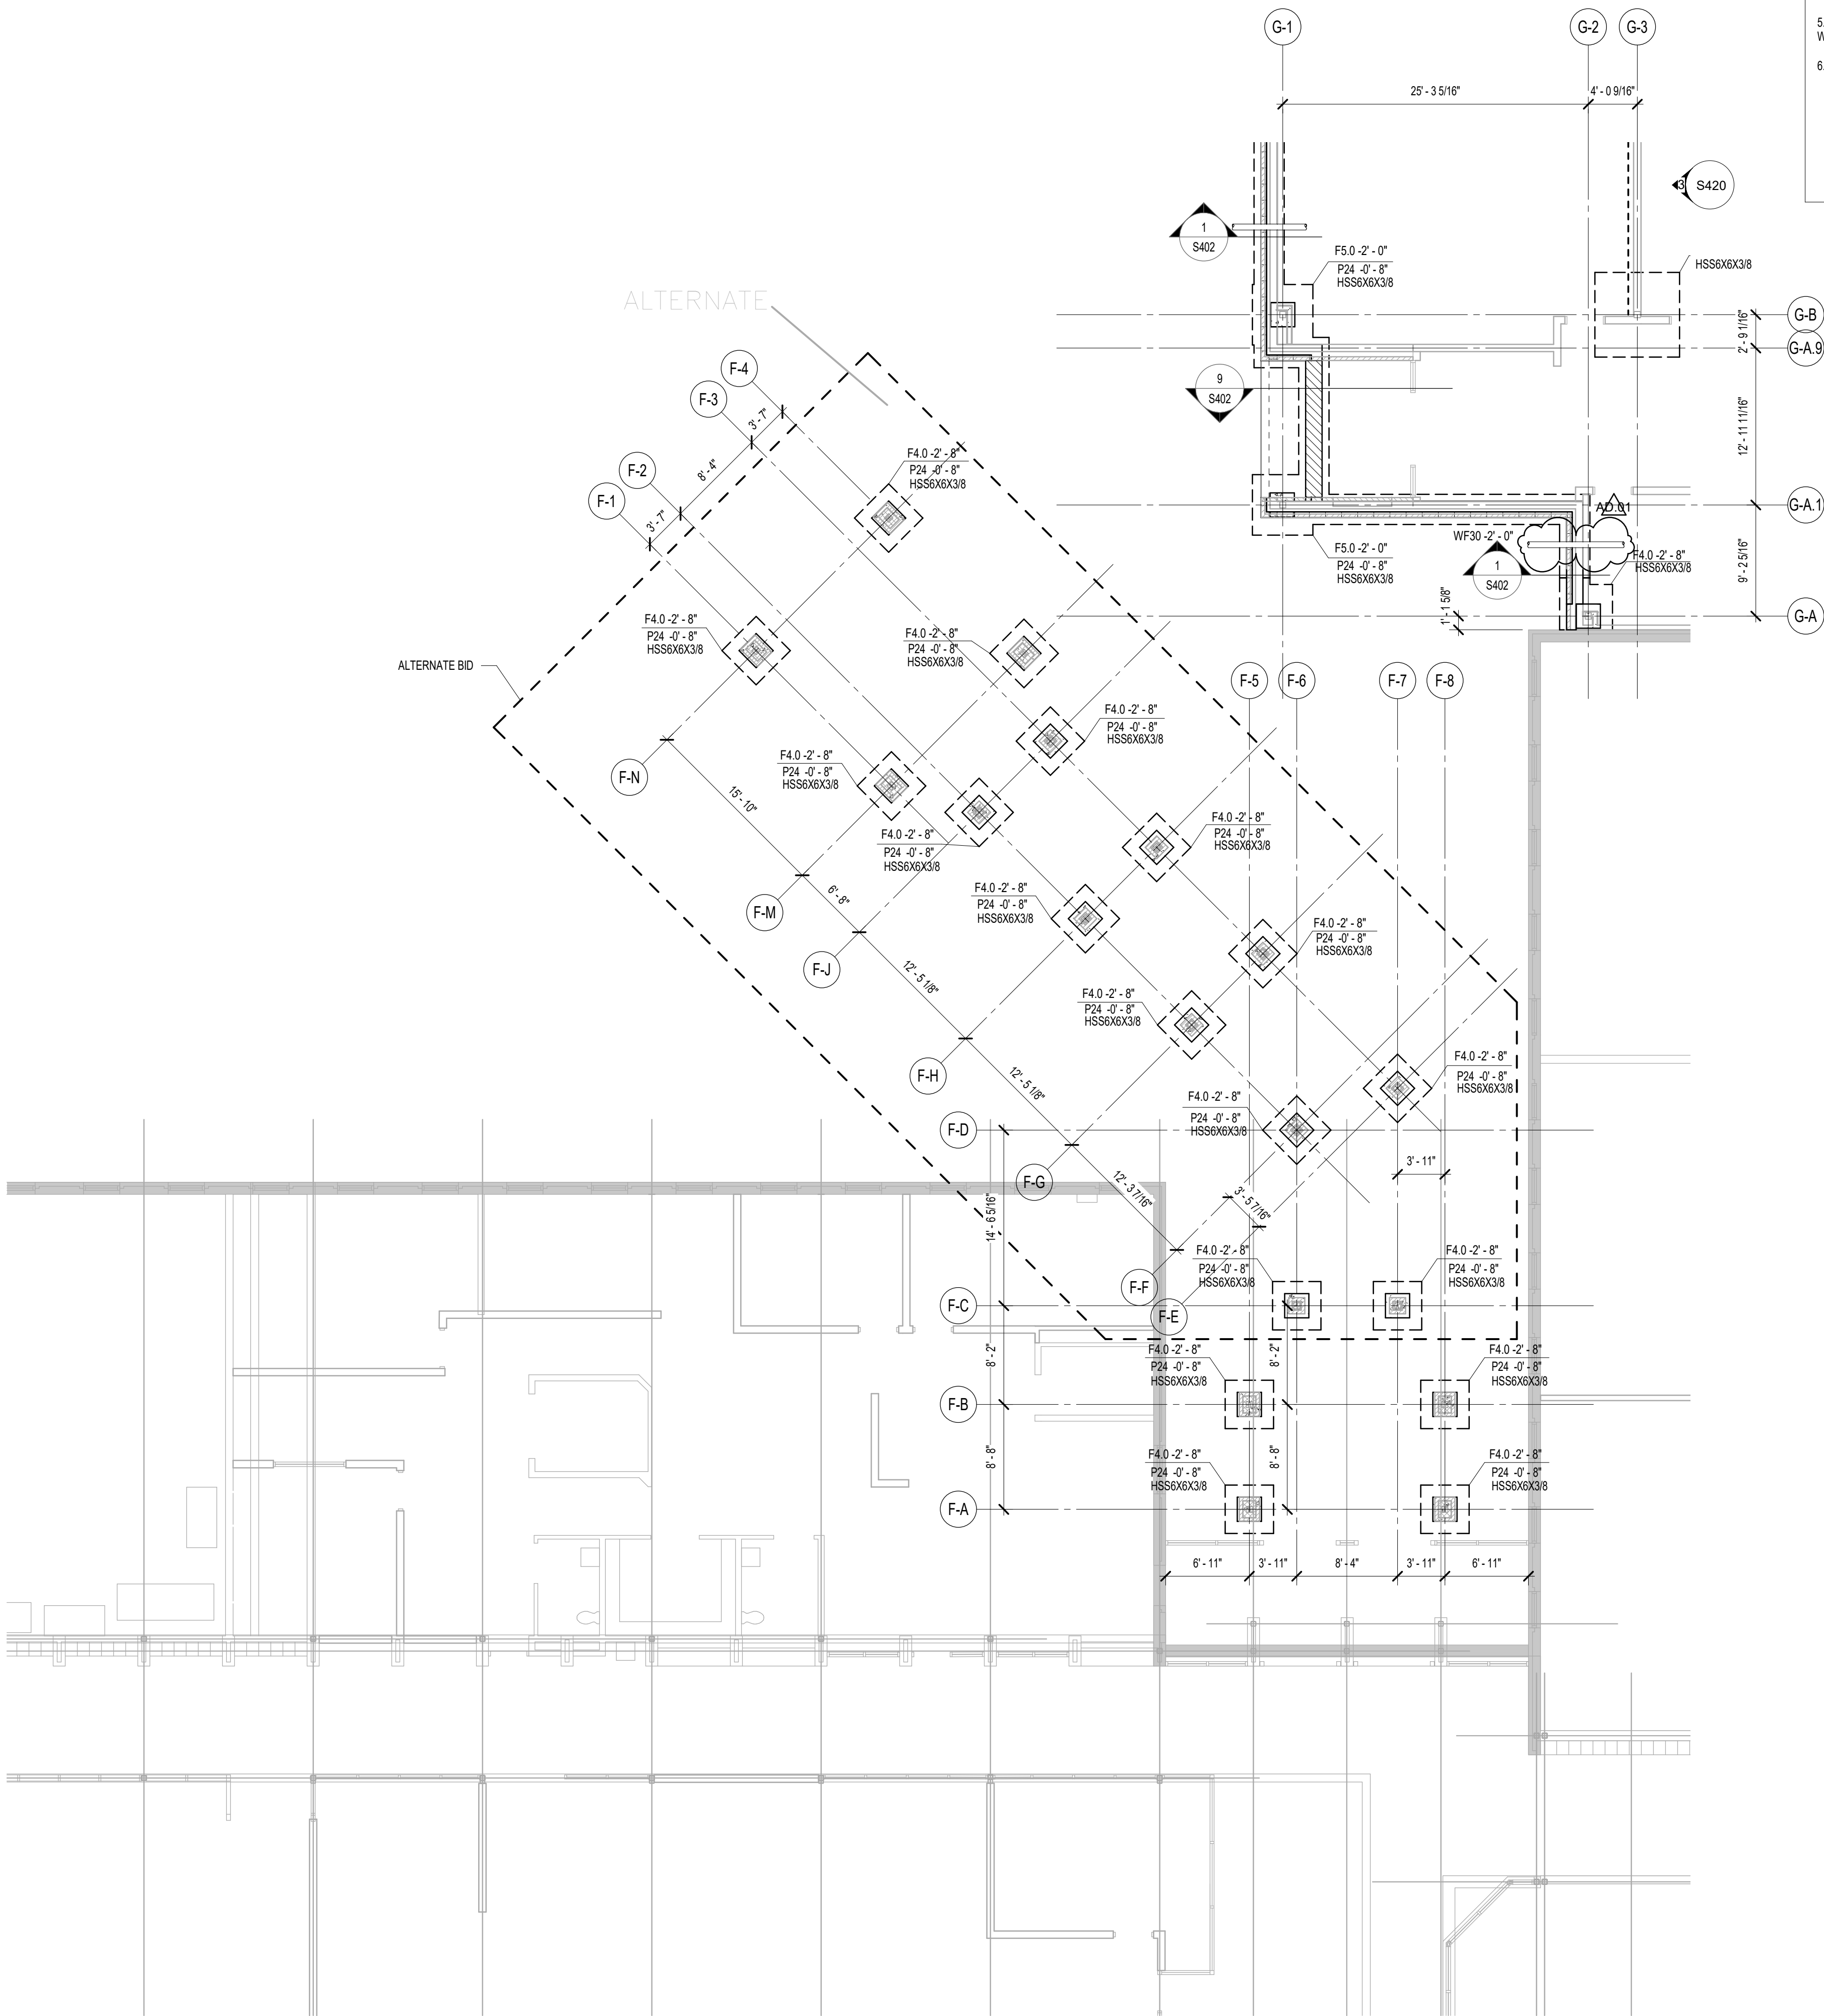 G-1
G-2
G-3
5.
W
6.
25' - 3 5/16"
4' - 0 9/16"
3
S420
1
S402
F5.0 -2' - 0"
P24 -0' - 8"
HSS6X6X3/8
HSS6X6X3/8
ALTERNATE
G-B
2' - 9 1/16"
G-A.9
F-4
F-3
3' - 7"
9
S402
8' - 4"
12' - 11 11/16"
F4.0 -2' - 8"
P24 -0' - 8"
HSS6X6X3/8
F-2
F-1
3' - 7"
G-A.1
AD.01
WF30 -2' - 0"
F5.0 -2' - 0"
P24 -0' - 8"
HSS6X6X3/8
1
S402
F4.0 -2' - 8"
HSS6X6X3/8
9' - 2 5/16"
1' - 1 5/8"
G-A
F4.0 -2' - 8"
P24 -0' - 8"
HSS6X6X3/8
F4.0 -2' - 8"
P24 -0' - 8"
HSS6X6X3/8
ALTERNATE BID
F-5
F-6
F-7
F-8
F4.0 -2' - 8"
P24 -0' - 8"
HSS6X6X3/8
F-N
F4.0 -2' - 8"
P24 -0' - 8"
HSS6X6X3/8
15' - 10"
F4.0 -2' - 8"
P24 -0' - 8"
HSS6X6X3/8
F4.0 -2' - 8"
P24 -0' - 8"
HSS6X6X3/8
F-M
6' - 8"
F4.0 -2' - 8"
P24 -0' - 8"
HSS6X6X3/8
F4.0 -2' - 8"
P24 -0' - 8"
HSS6X6X3/8
F-J
12' - 5 1/8"
F4.0 -2' - 8"
P24 -0' - 8"
HSS6X6X3/8
F-H
12' - 5 1/8"
F4.0 -2' - 8"
P24 -0' - 8"
HSS6X6X3/8
F4.0 -2' - 8"
P24 -0' - 8"
HSS6X6X3/8
F-D
3' - 11"
F-G
12' - 3 7/16"
3' - 5 7/16"
14' - 6 5/16"
F4.0 -2' - 8"
P24 -0' - 8"
HSS6X6X3/8
F4.0 -2' - 8"
P24 -0' - 8"
HSS6X6X3/8
F-F
F-C
F-E
8' - 2"
8' - 2"
F4.0 -2' - 8"
P24 -0' - 8"
HSS6X6X3/8
F4.0 -2' - 8"
P24 -0' - 8"
HSS6X6X3/8
F-B
8' - 8"
8' - 8"
F4.0 -2' - 8"
P24 -0' - 8"
HSS6X6X3/8
F4.0 -2' - 8"
P24 -0' - 8"
HSS6X6X3/8
F-A
6' - 11"
3' - 11"
8' - 4"
3' - 11"
6' - 11"